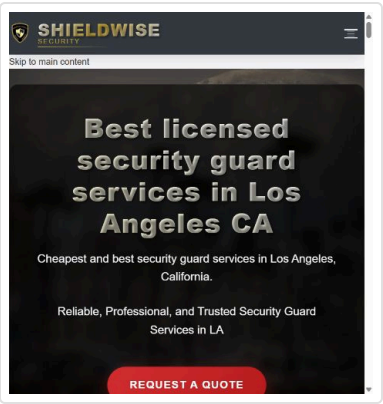 SHIELDWISE
SECURITY
Skip to main content
Best licensed
security guard
services in Los
Angeles CA
Cheapest and best security guard services in Los Angeles,
California.
Reliable, Professional, and Trusted Security Guard
Services in LA
REQUEST A QUOTE